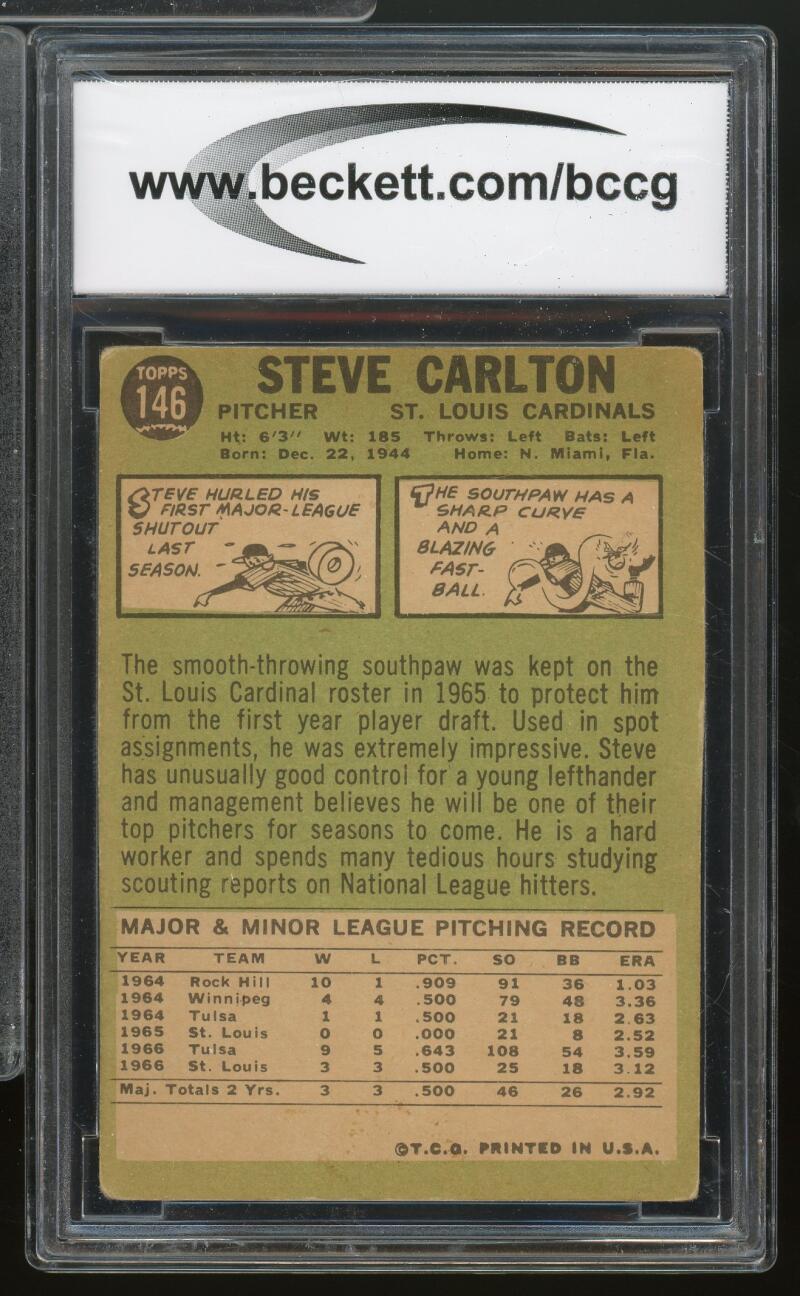 www.beckett.com/bccg
TOPPS
146
STEVE CARLTON
PITCHER ST. LOUIS CARDINALS
Ht: 6'3" Wt: 185 Throws: Left Bats: Left
Born: Dec. 22, 1944 Home: N. Miami, Fla.
STEVE HURLED HIS
FIRST MAJOR-LEAGUE
SHUTOUT
LAST
SEASON.
THE SOUTHPAW HAS A
SHARP CURVE
AND A
BLAZING
FAST-
BALL.
The smooth-throwing southpaw was kept on the
St. Louis Cardinal roster in 1965 to protect him
from the first year player draft. Used in spot
assignments, he was extremely impressive. Steve
has unusually good control for a young lefthander
and management believes he will be one of their
top pitchers for seasons to come. He is a hard
worker and spends many tedious hours studying
scouting reports on National League hitters.
MAJOR & MINOR LEAGUE PITCHING RECORD
YEAR TEAM W L PCT. SO BB ERA
1964 Rock Hill 10 1 .909 91 36 1.03
1964 Winnipeg 4 4 .500 79 48 3.36
1964 Tulsa 1 1 .500 21 18 2.63
1965 St. Louis 0 0 .000 21 8 2.52
1966 Tulsa 9 5 .643 108 54 3.59
1966 St. Louis 3 3 .500 25 18 3.12
Maj. Totals 2 Yrs. 3 3 .500 46 26 2.92
©T.C.G. PRINTED IN U.S.A.